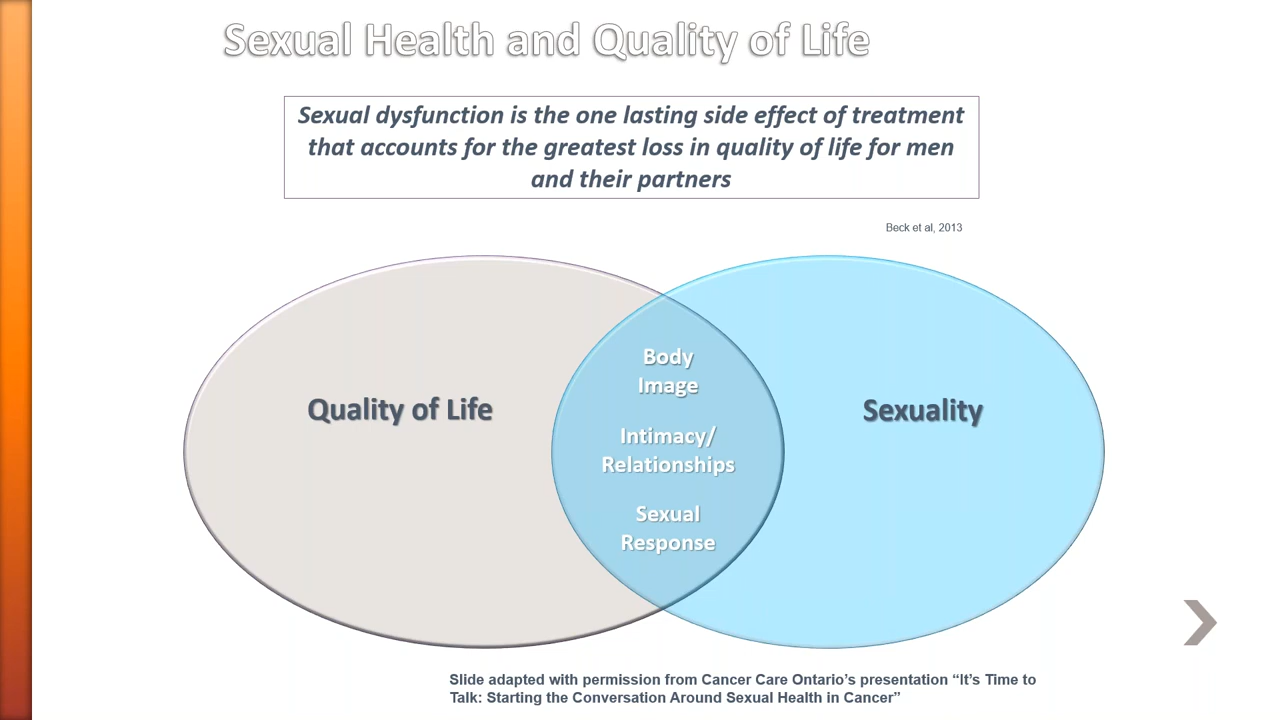 Sexual Health and Quality of Life
Sexual dysfunction is the one lasting side effect of treatment
that accounts for the greatest loss in quality of life for men
and their partners
Beck et al, 2013
Quality of Life
Body
Image
Intimacy/
Relationships
Sexual
Response
Sexuality
Slide adapted with permission from Cancer Care Ontario’s presentation “It’s Time to
Talk: Starting the Conversation Around Sexual Health in Cancer”